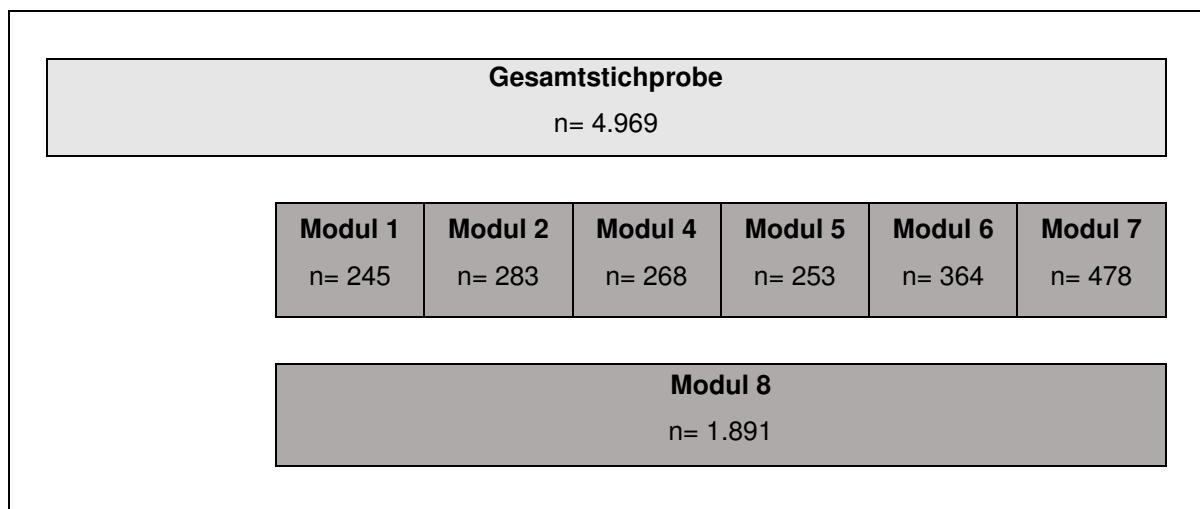 Gesamtstichprobe
n= 4.969
Modul 1 Modul 2 Modul 4 Modul 5 Modul 6 Modul 7
n= 245 n= 283 n= 268 n= 253 n= 364 n= 478
Modul 8
n= 1.891